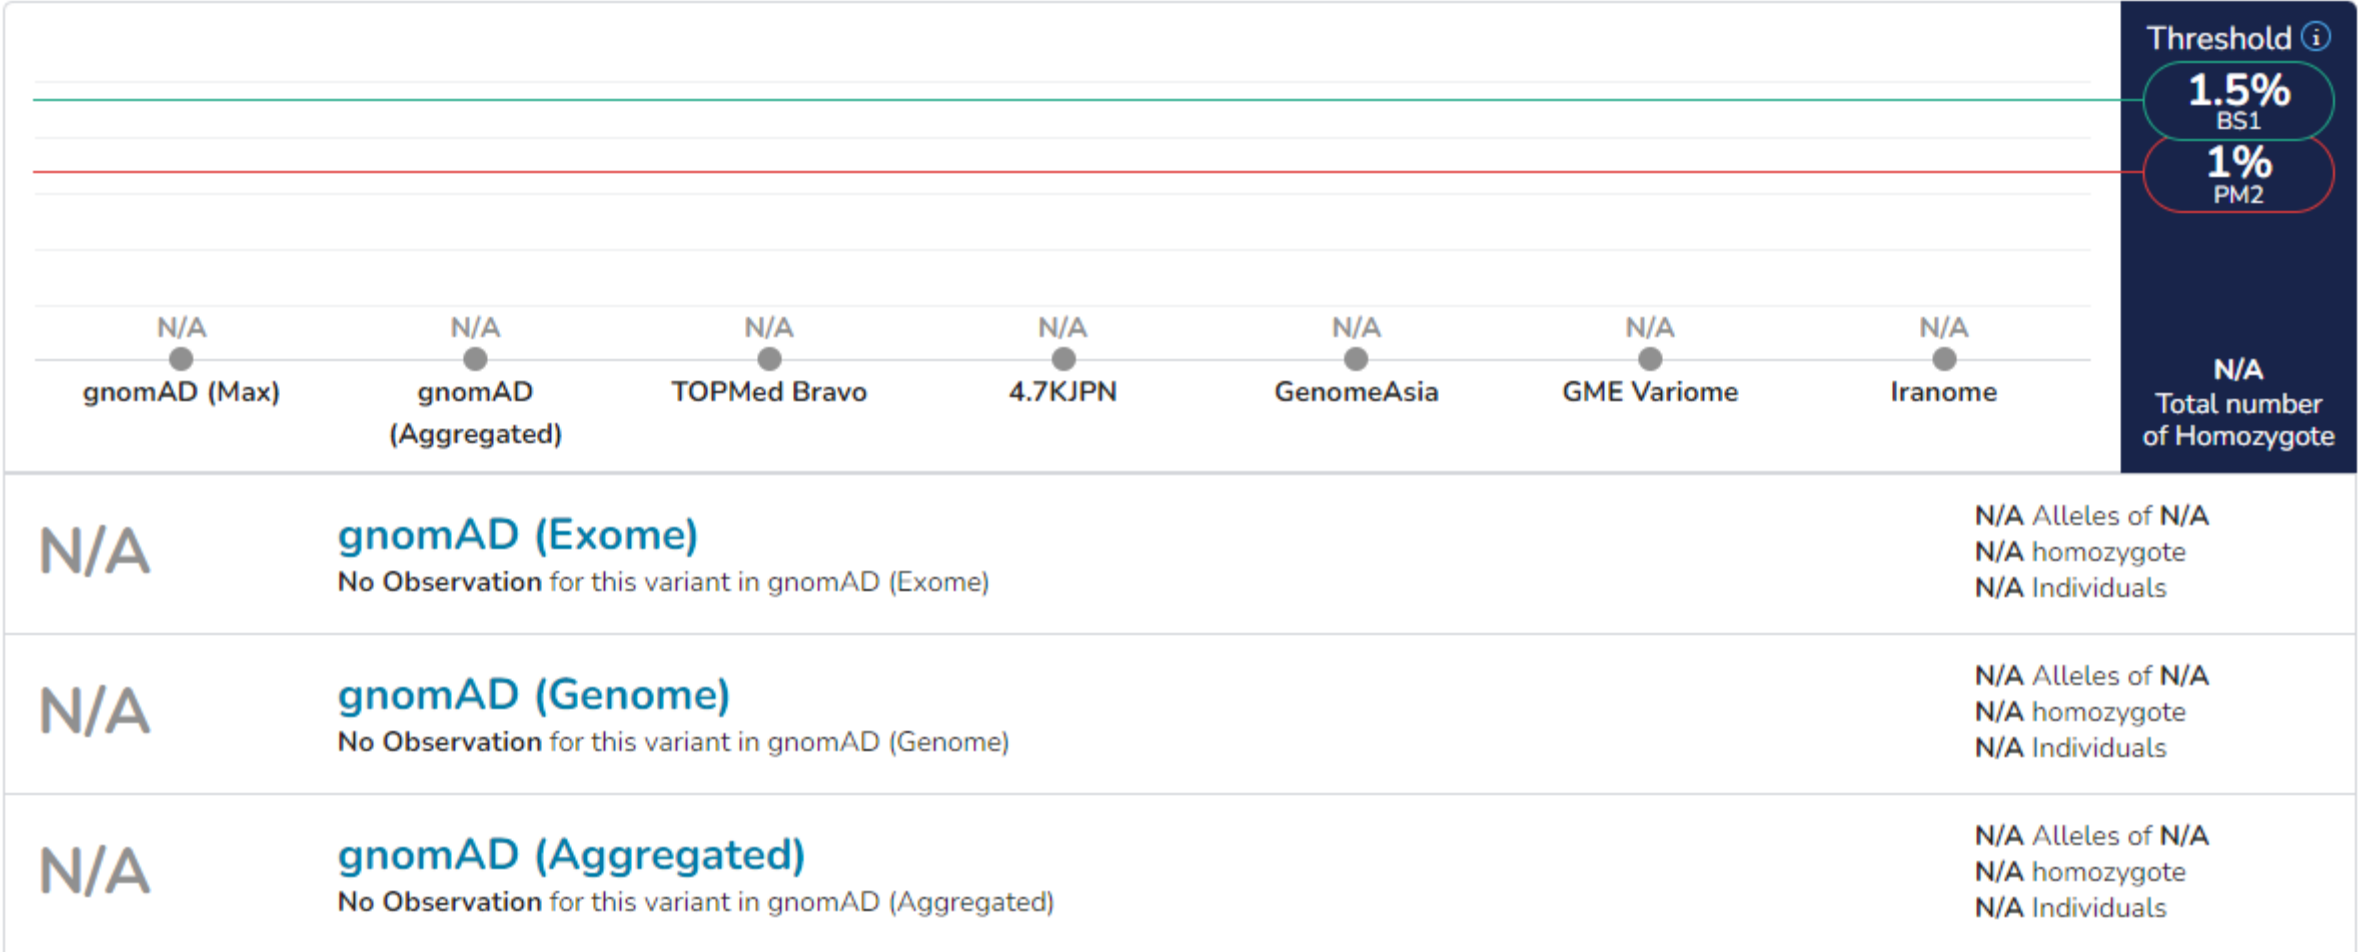 Threshold i
1.5%
BS1
1%
PM2
N/A N/A N/A N/A N/A N/A N/A
gnomAD (Max) gnomAD (Aggregated) TOPMed Bravo 4.7KJPN GenomeAsia GME Variome Iranome
N/A
Total number
of Homozygote
N/A
gnomAD (Exome)
No Observation for this variant in gnomAD (Exome)
N/A Alleles of N/A
N/A homozygote
N/A Individuals
N/A
gnomAD (Genome)
No Observation for this variant in gnomAD (Genome)
N/A Alleles of N/A
N/A homozygote
N/A Individuals
N/A
gnomAD (Aggregated)
No Observation for this variant in gnomAD (Aggregated)
N/A Alleles of N/A
N/A homozygote
N/A Individuals